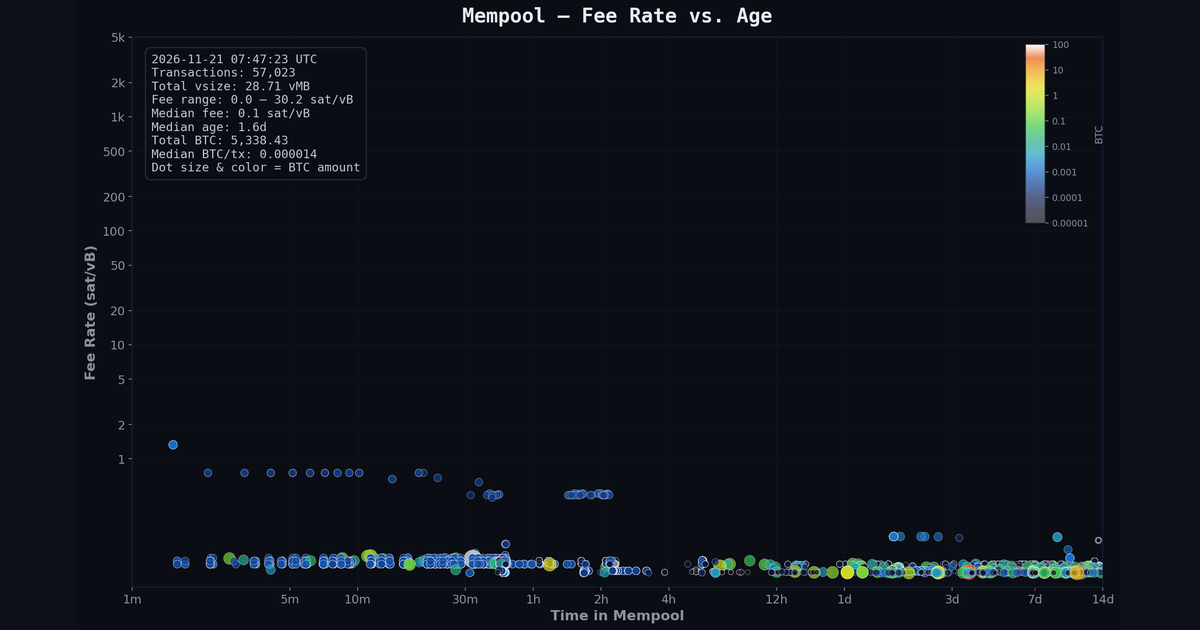 Mempool — Fee Rate vs. Age
2026-11-21 07:47:23 UTC
Transactions: 57,023
Total vsize: 28.71 vMB
Fee range: 0.0 — 30.2 sat/vB
Median fee: 0.1 sat/vB
Median age: 1.6d
Total BTC: 5,338.43
Median BTC/tx: 0.000014
Dot size & color = BTC amount
100
10
1
0.1
0.01
0.001
0.0001
0.00001
BTC
5k
2k
1k
500
200
100
50
20
10
5
2
1
Fee Rate (sat/vB)
1m 5m 10m 30m 1h 2h 4h 12h 1d 3d 7d 14d
Time in Mempool